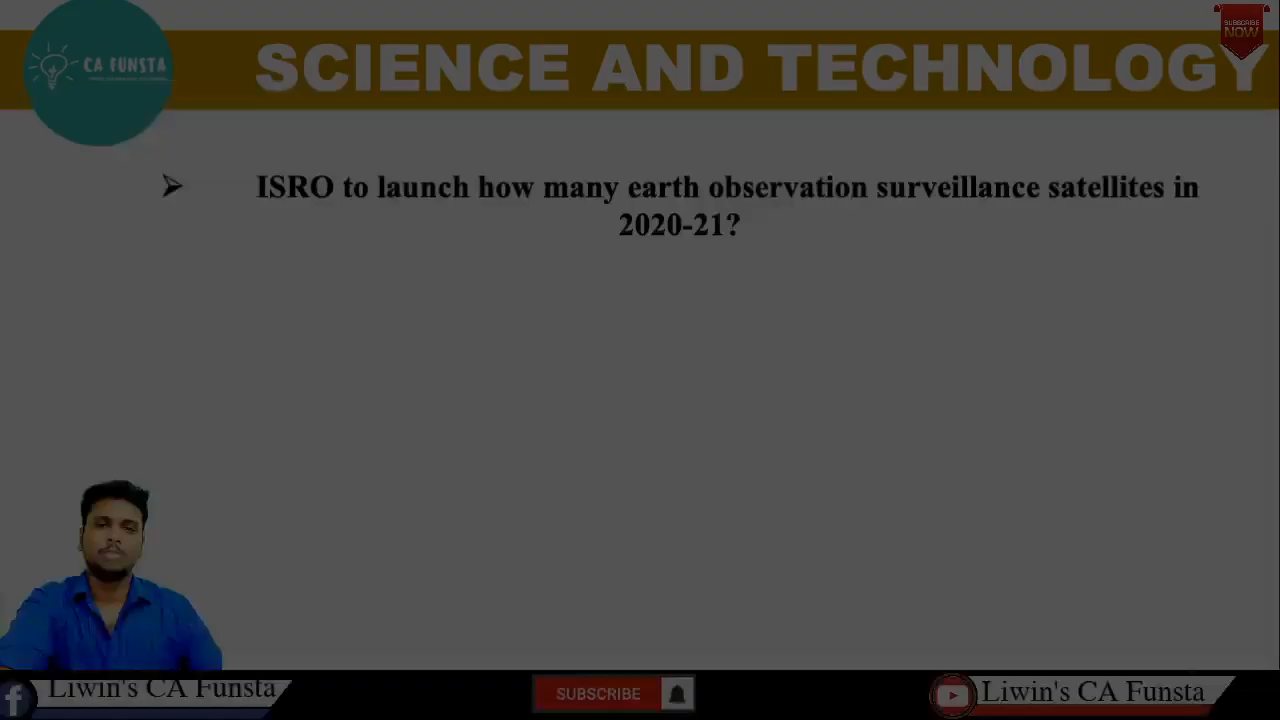 SUBSCRIBE
NOW
CA FUNSTA
SCIENCE AND TECHNOLOGY
➢ ISRO to launch how many earth observation surveillance satellites in
2020-21?
Liwin's CA Funsta
SUBSCRIBE
Liwin's CA Funsta